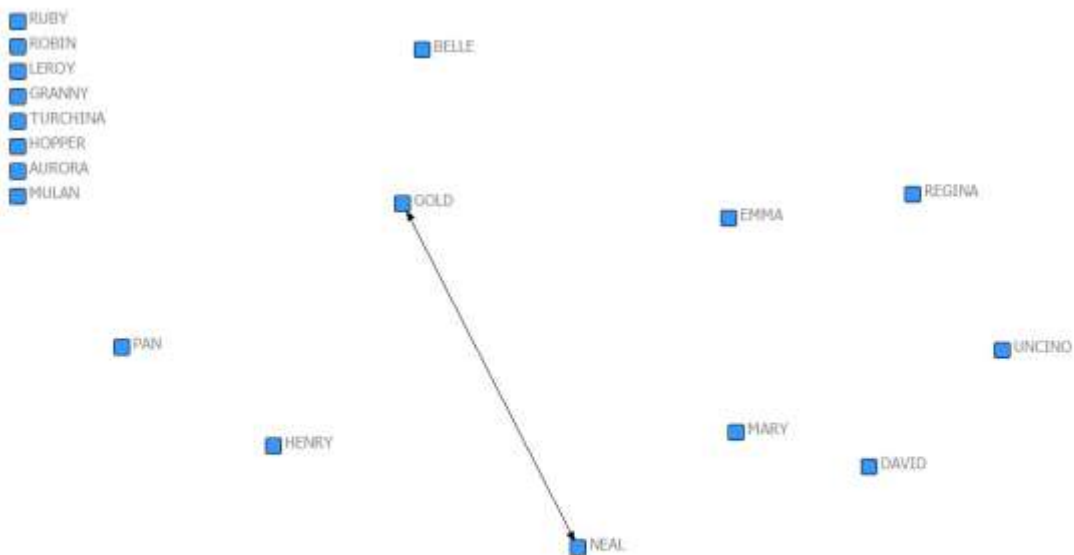 RUBY
ROBIN
LEROY
GRANNY
TURCHINA
HOPPER
AURORA
MULAN
BELLE
GOLD
EMMA
REGINA
PAN
UNCINO
HENRY
MARY
DAVID
NEAL